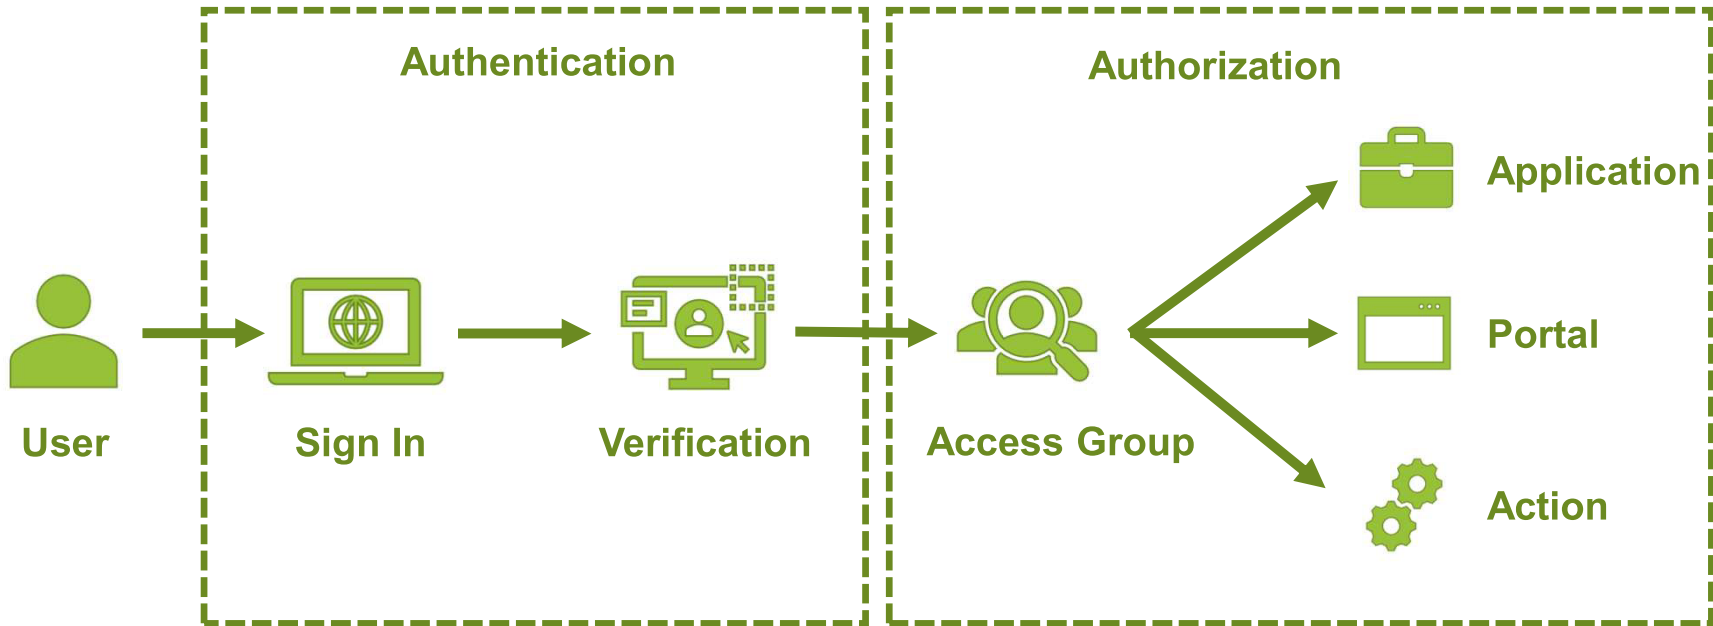 Authentication
Authorization
Application
Portal
User
Sign In
Verification
Access Group
Action